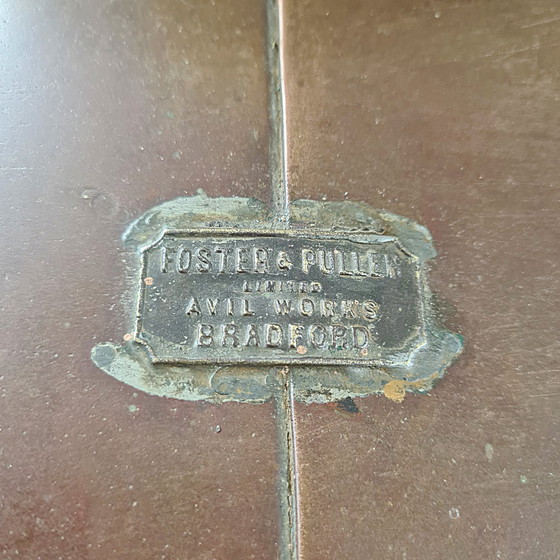 FOSTER & PULLEN
LIMITED
AVIL WORKS
BRADFORD